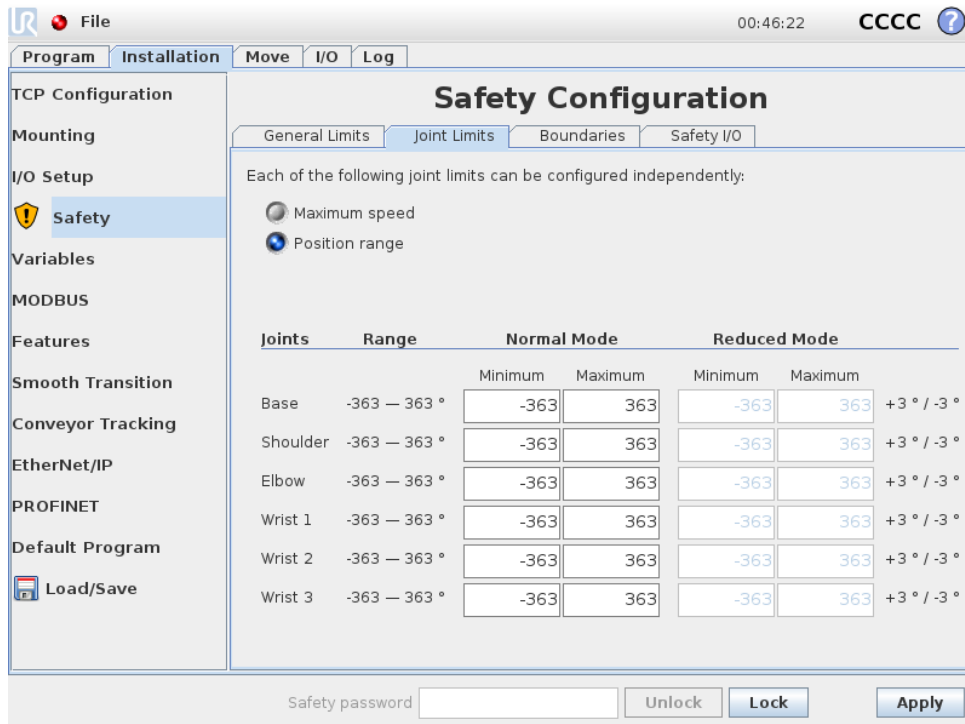 UR File 00:46:22 CCCC ?
Program Installation Move I/O Log
TCP Configuration
Mounting
I/O Setup
Safety
Variables
MODBUS
Features
Smooth Transition
Conveyor Tracking
EtherNet/IP
PROFINET
Default Program
Load/Save
Safety Configuration
General Limits Joint Limits Boundaries Safety I/O
Each of the following joint limits can be configured independently:
Maximum speed
Position range
Joints Range Normal Mode Reduced Mode
Minimum Maximum Minimum Maximum
Base -363 — 363 ° -363 363 -363 363 +3 ° / -3 °
Shoulder -363 — 363 ° -363 363 -363 363 +3 ° / -3 °
Elbow -363 — 363 ° -363 363 -363 363 +3 ° / -3 °
Wrist 1 -363 — 363 ° -363 363 -363 363 +3 ° / -3 °
Wrist 2 -363 — 363 ° -363 363 -363 363 +3 ° / -3 °
Wrist 3 -363 — 363 ° -363 363 -363 363 +3 ° / -3 °
Safety password Unlock Lock Apply